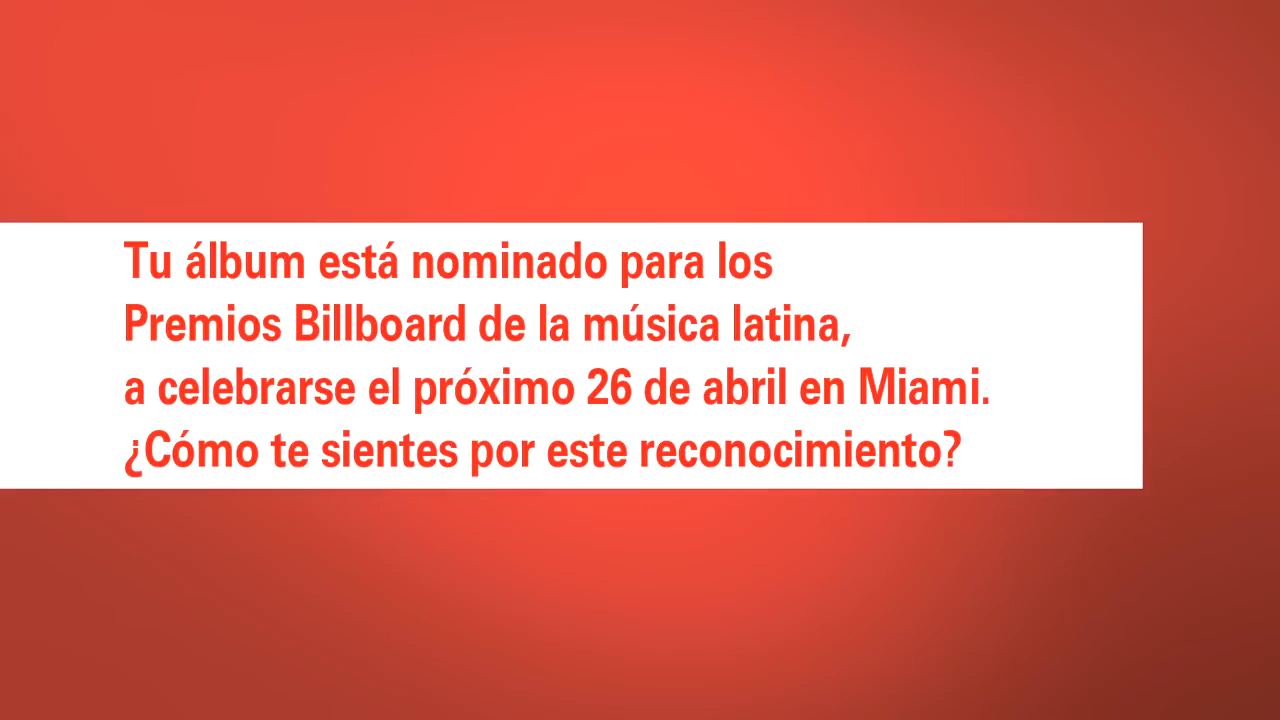 Tu álbum está nominado para los
Premios Billboard de la música latina,
a celebrarse el próximo 26 de abril en Miami.
¿Cómo te sientes por este reconocimiento?